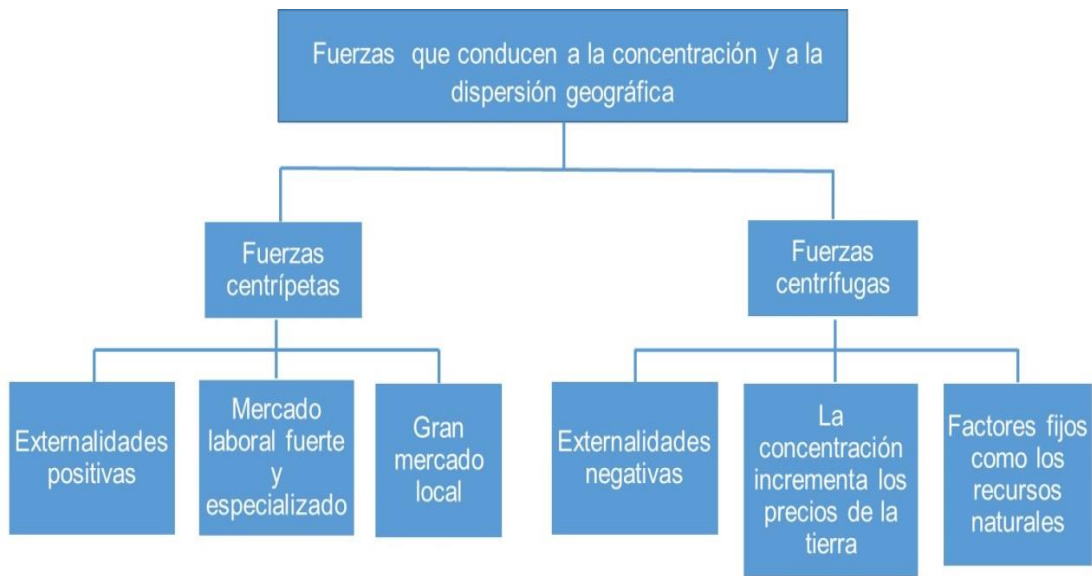 Fuerzas que conducen a la concentración y a la
dispersión geográfica
Fuerzas
centrípetas
Fuerzas
centrífugas
Externalidades
positivas
Mercado
laboral fuerte
y
especializado
Gran
mercado
local
Externalidades
negativas
La
concentración
incrementa los
precios de la
tierra
Factores fijos
como los
recursos
naturales